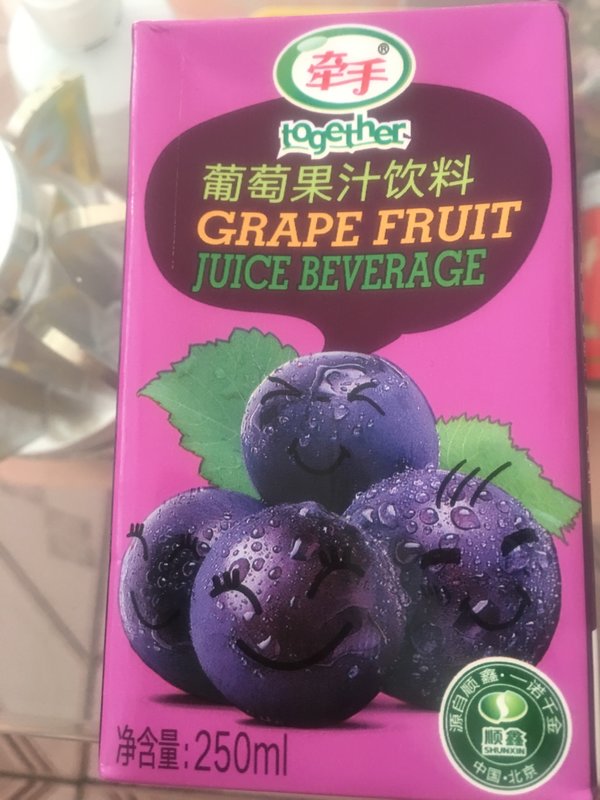 牵手®
together
葡萄果汁饮料
GRAPE FRUIT
JUICE BEVERAGE
净含量:250ml
源自顺鑫·一诺千金
顺鑫
SHUNXIN
中国·北京